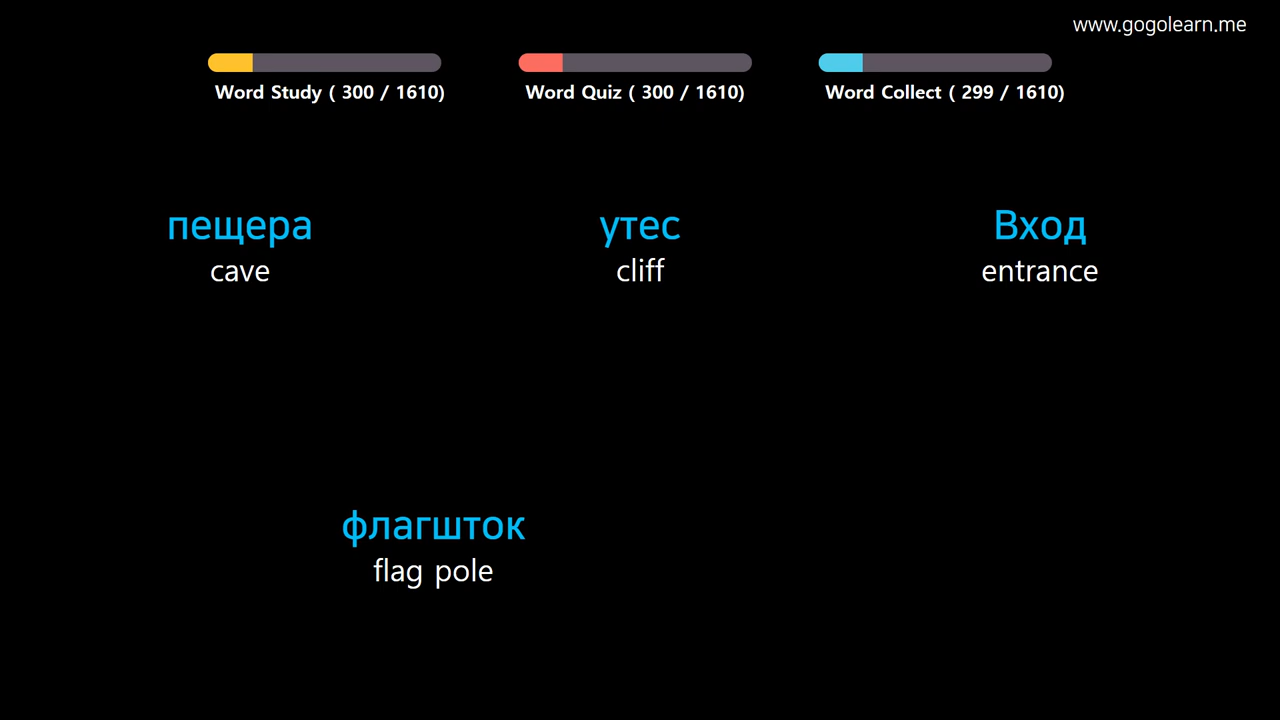 www.gogolearn.me
Word Study ( 300 / 1610)
Word Quiz ( 300 / 1610)
Word Collect ( 299 / 1610)
пещера
cave
утес
cliff
Вход
entrance
флагшток
flag pole